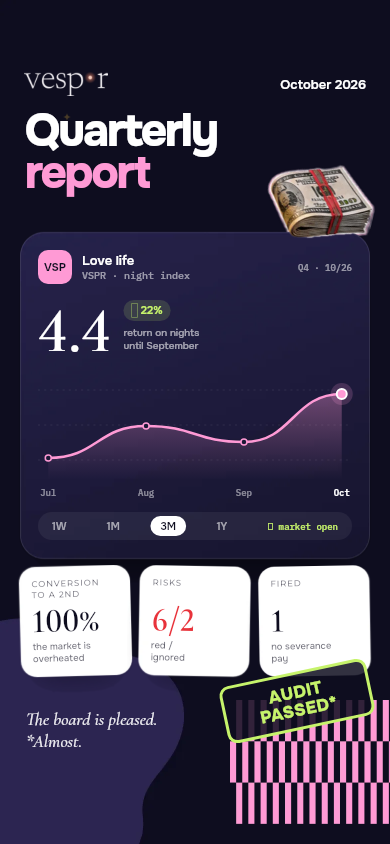 vesp r
October 2026
Quarterly
report
VSP
Love life
VSPR · night index
Q4 · 10/26
4.4
22%
return on nights
until September
Jul Aug Sep Oct
1W 1M 3M 1Y market open
CONVERSION
TO A 2ND
100%
the market is
overheated
RISKS
6/2
red /
ignored
FIRED
1
no severance
pay
AUDIT
PASSED*
The board is pleased.
*Almost.